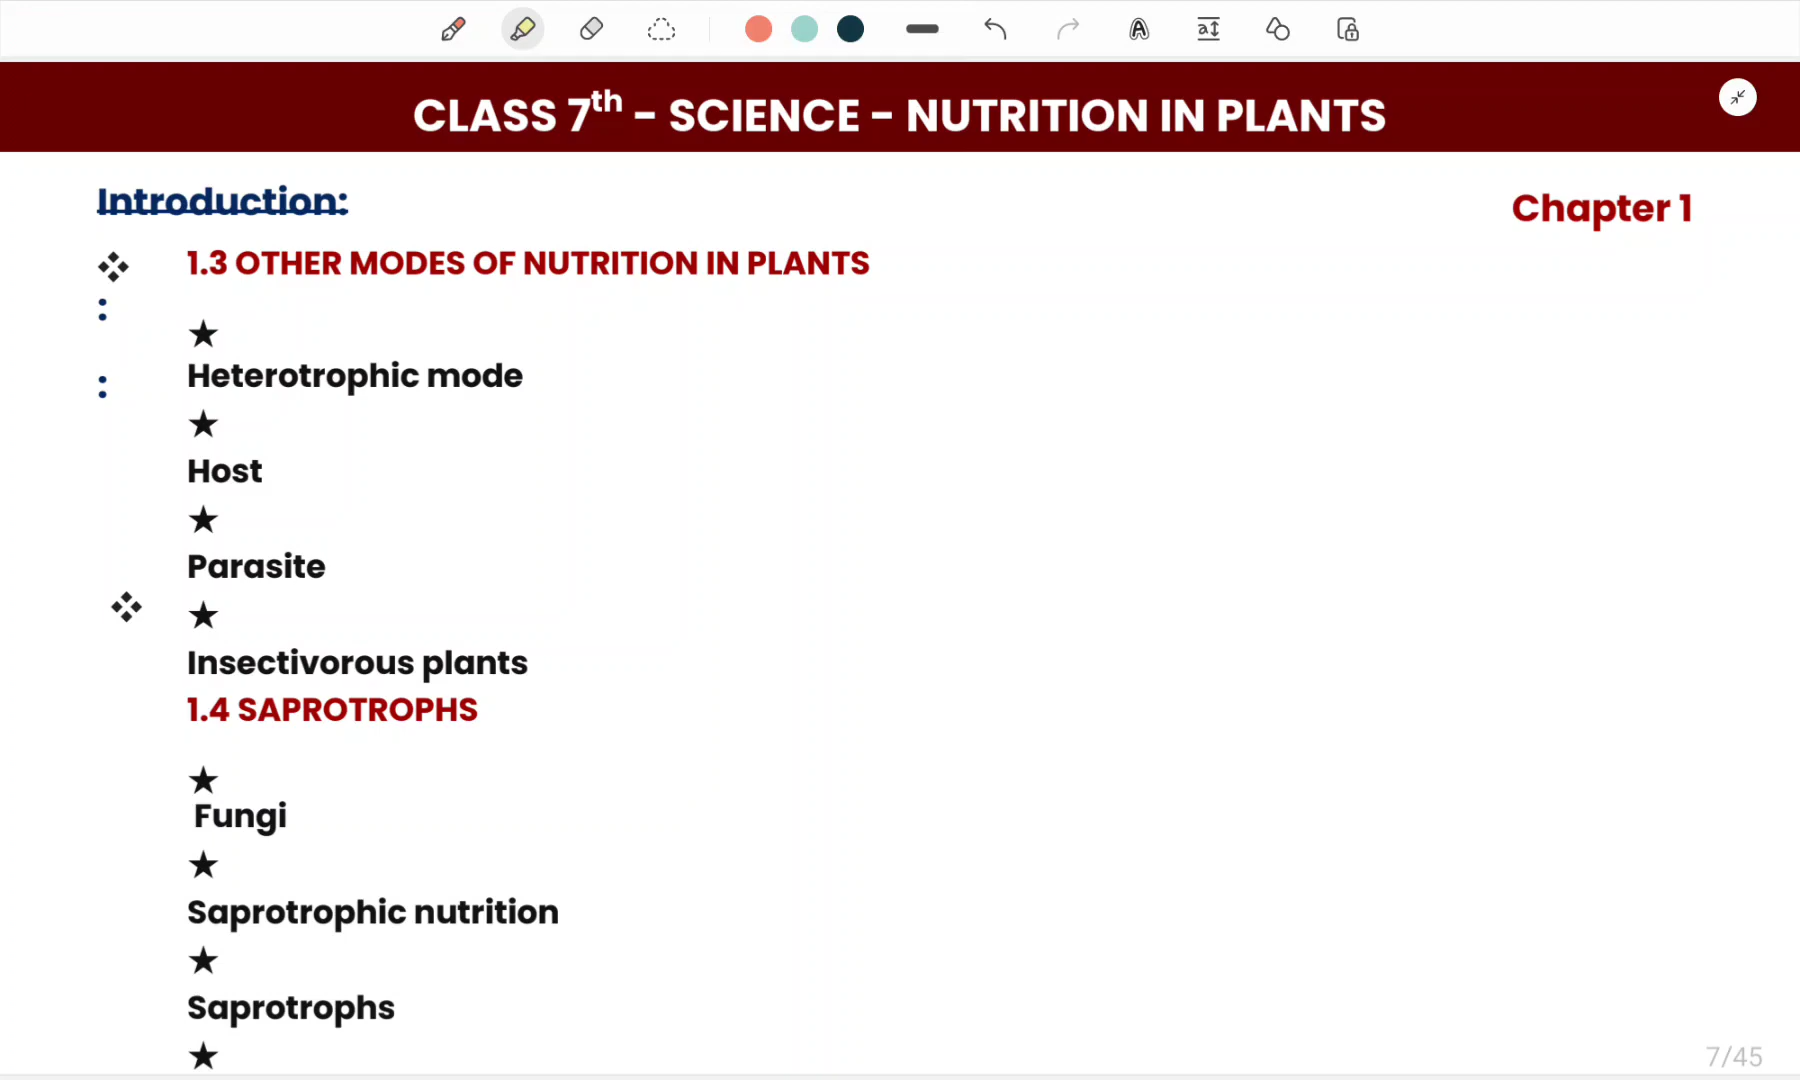 CLASS 7th - SCIENCE - NUTRITION IN PLANTS
Introduction:
Chapter 1
❖ 1.3 OTHER MODES OF NUTRITION IN PLANTS
:
★
: Heterotrophic mode
★
Host
★
Parasite
❖ ★
Insectivorous plants
1.4 SAPROTROPHS
★
Fungi
★
Saprotrophic nutrition
★
Saprotrophs
★
7/45